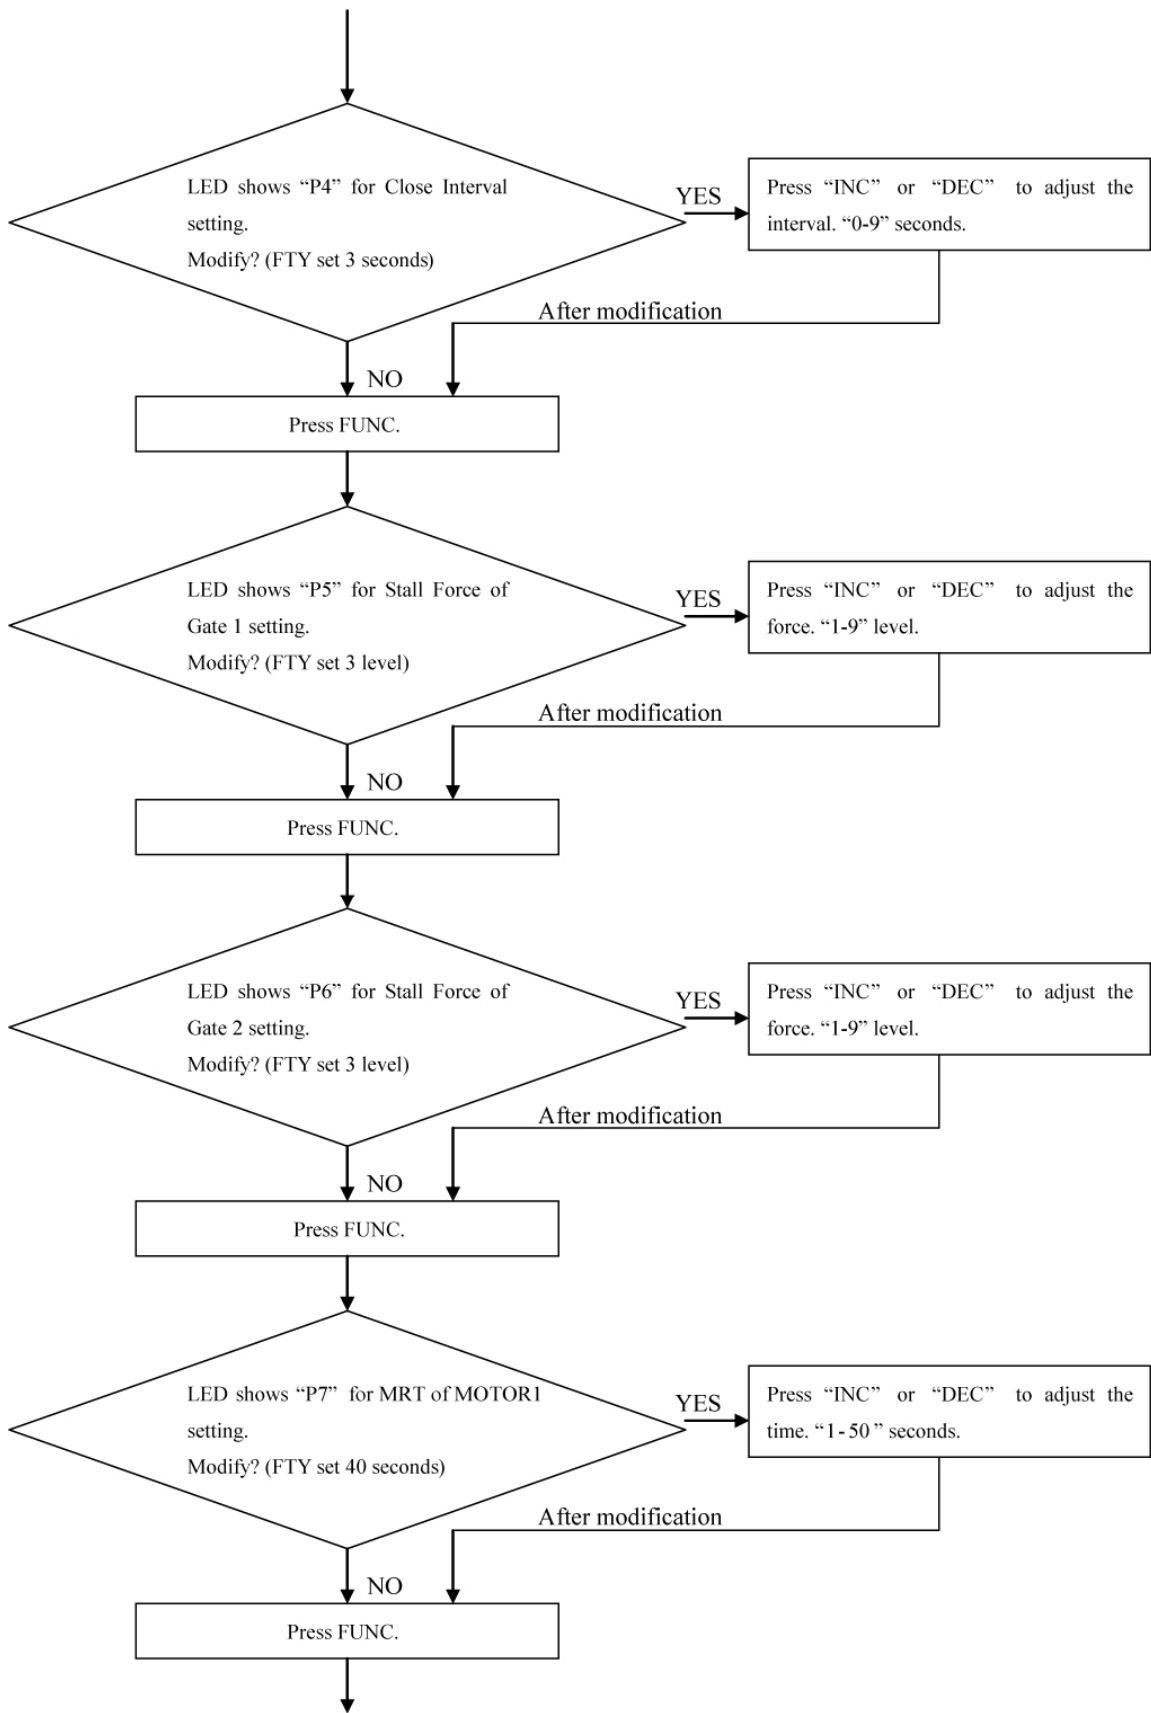 LED shows “P4” for Close Interval
setting.
Modify? (FTY set 3 seconds)
YES
Press “INC” or “DEC” to adjust the
interval. “0-9” seconds.
After modification
NO
Press FUNC.
LED shows “P5” for Stall Force of
Gate 1 setting.
Modify? (FTY set 3 level)
YES
Press “INC” or “DEC” to adjust the
force. “1-9” level.
After modification
NO
Press FUNC.
LED shows “P6” for Stall Force of
Gate 2 setting.
Modify? (FTY set 3 level)
YES
Press “INC” or “DEC” to adjust the
force. “1-9” level.
After modification
NO
Press FUNC.
LED shows “P7” for MRT of MOTOR1
setting.
Modify? (FTY set 40 seconds)
YES
Press “INC” or “DEC” to adjust the
time. “1-50” seconds.
After modification
NO
Press FUNC.